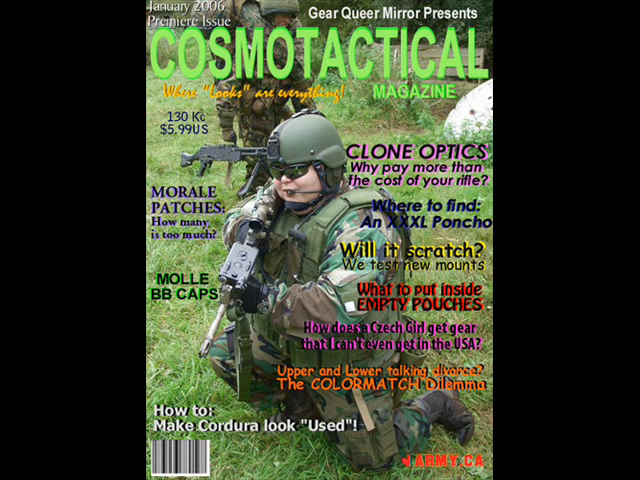 January 2006
Premiere Issue
Gear Queer Mirror Presents
COSMOTACTICAL
Where "Looks" are everything!
MAGAZINE
130 Kč
$5.99US
CLONE OPTICS
Why pay more than
the cost of your rifle?
MORALE
PATCHES:
How many
is too much?
Where to find:
An XXXL Poncho
Will it scratch?
We test new mounts
MOLLE
BB CAPS
What to put inside
EMPTY POUCHES
How does a Czech Girl get gear
that I can't even get in the USA?
Upper and Lower talking divorce?
The COLORMATCH Dilemma
How to:
Make Cordura look "Used"!
ARMY.CA